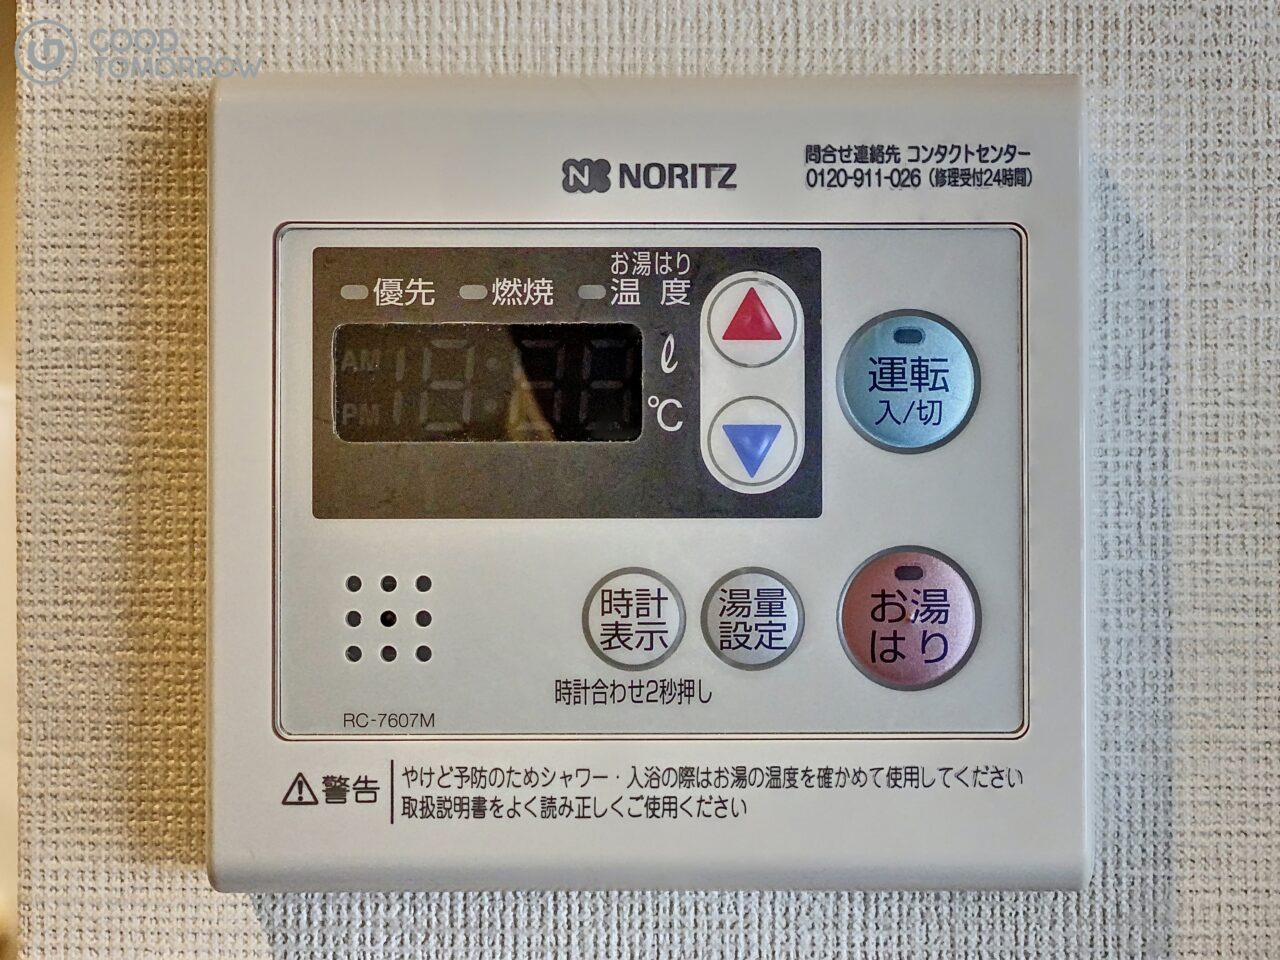 GOOD
TOMORROW
NORITZ
問合せ連絡先 コンタクトセンター
0120-911-026（修理受付24時間）
お湯はり
優先 燃焼 温度
AM
PM
ℓ
℃
運転
入/切
時計
表示
湯量
設定
お湯
はり
時計合わせ2秒押し
RC-7607M
警告
やけど予防のためシャワー・入浴の際はお湯の温度を確かめて使用してください
取扱説明書をよく読み正しくご使用ください